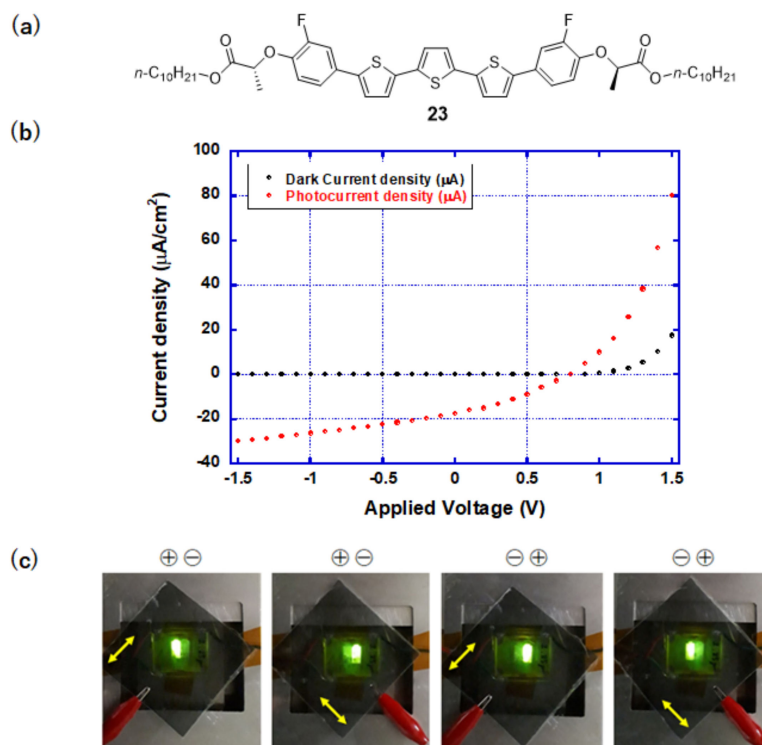 (a)
F
F
O
O
O
O
S
S
S
n-C₁₀H₂₁
O
O
n-C₁₀H₂₁
23
(b)
100
80
60
40
20
0
-20
-40
Current density (μA/cm²)
Dark Current density (μA)
Photocurrent density (μA)
-1.5
-1
-0.5
0
0.5
1
1.5
Applied Voltage (V)
(c)
⊕ ⊖
⊕ ⊖
⊖ ⊕
⊖ ⊕